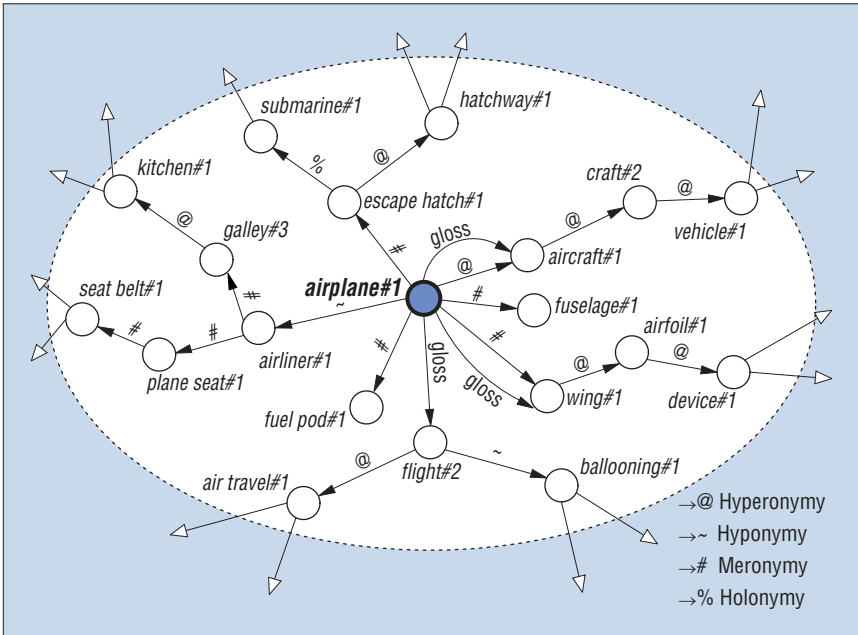 submarine#1
hatchway#1
kitchen#1
%
@
craft#2
@
@
escape hatch#1
vehicle#1
galley#3
gloss
@
aircraft#1
#
@
seat belt#1
airplane#1
#
~
#
fuselage#1
#
#
airliner#1
#
airfoil#1
plane seat#1
#
gloss
gloss
@
@
wing#1
device#1
fuel pod#1
@
~
air travel#1
flight#2
ballooning#1
→@ Hyperonymy
→~ Hyponymy
→# Meronymy
→% Holonymy